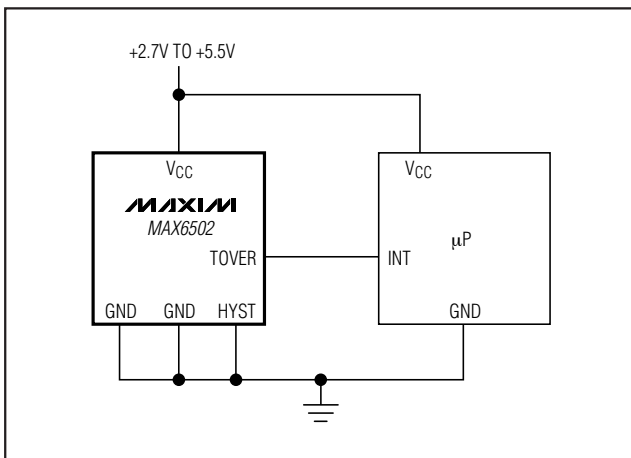 +2.7V TO +5.5V
VCC
MAXIM
MAX6502
TOVER
GND GND HYST
VCC
μP
INT
GND